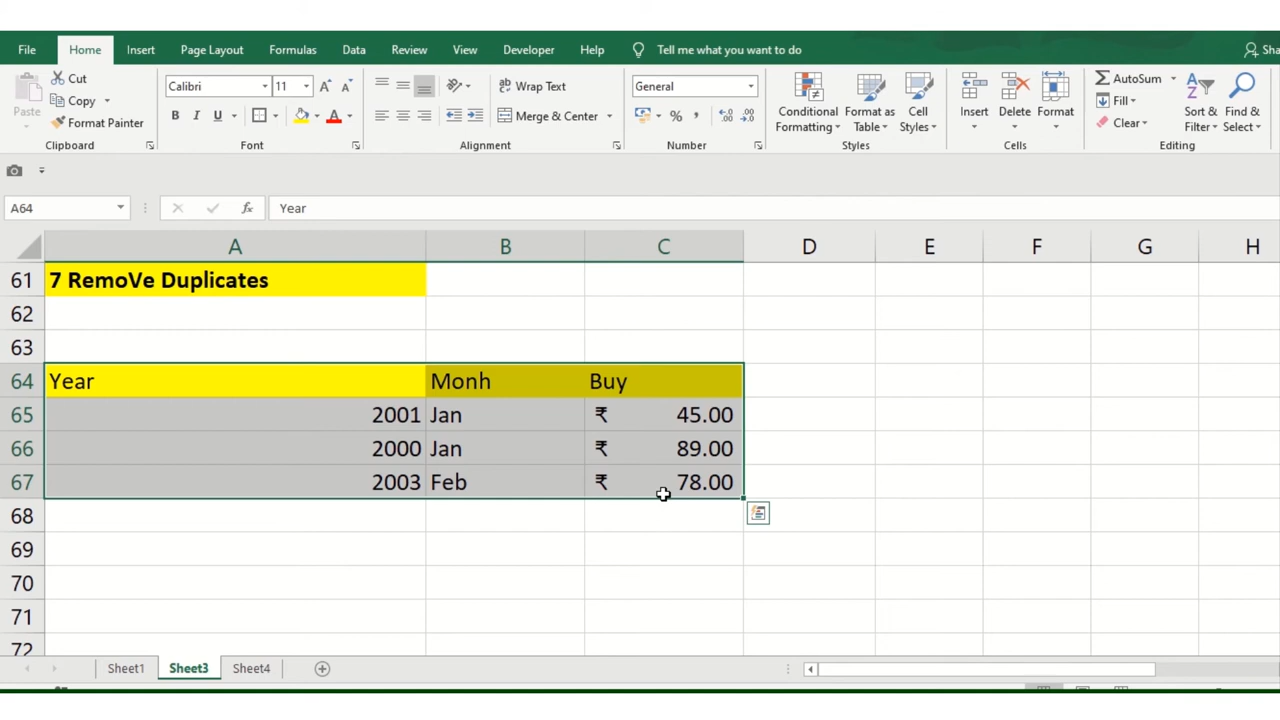 File Home Insert Page Layout Formulas Data Review View Developer Help Tell me what you want to do Sha
Cut
Copy
Format Painter
Paste
Clipboard
Calibri 11 A A
B I U A
Font
Wrap Text
Merge & Center
Alignment
General
% ,
Number
Conditional Formatting
Format as Table
Cell Styles
Styles
Insert Delete Format
Cells
AutoSum
Fill
Clear
Sort & Filter
Find & Select
Editing
A64 fx Year
A B C D E F G H
61 7 RemoVe Duplicates
62
63
64 Year Monh Buy
65 2001 Jan ₹ 45.00
66 2000 Jan ₹ 89.00
67 2003 Feb ₹ 78.00
68
69
70
71
72
Sheet1 Sheet3 Sheet4